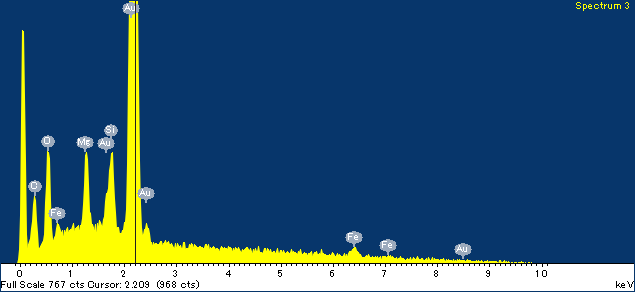 Spectrum 3
Au
Si
O Mg Au
C Au
Fe
Fe Fe Au
0 1 2 3 4 5 6 7 8 9 10
Full Scale 767 cts Cursor: 2.209 (968 cts) keV